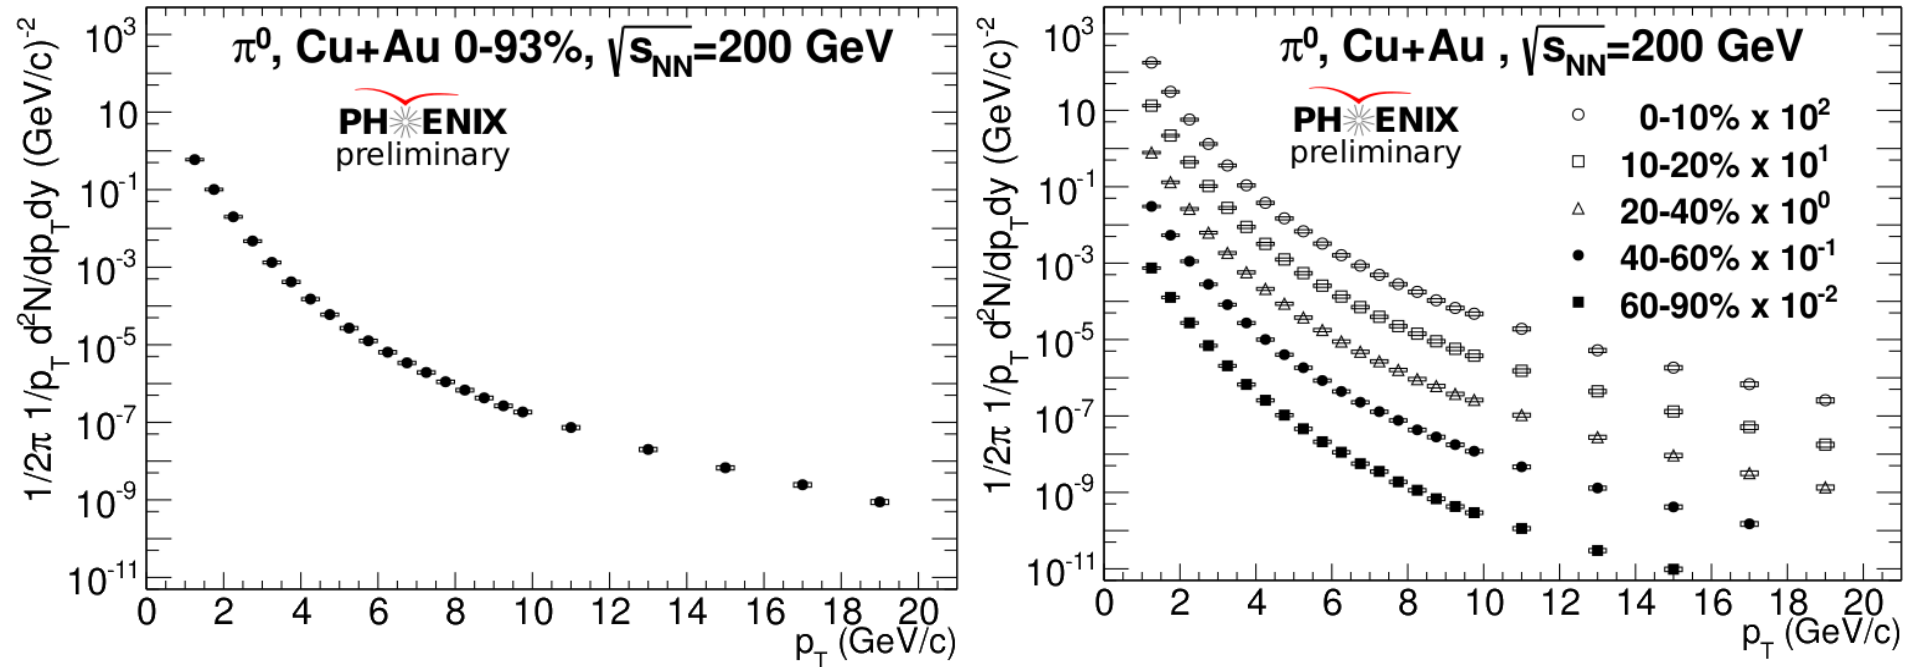 π⁰, Cu+Au 0-93%, √sNN=200 GeV
PHENIX
preliminary
1/2π 1/pT d²N/dpTdy (GeV/c)⁻²
10³
10
10⁻¹
10⁻³
10⁻⁵
10⁻⁷
10⁻⁹
10⁻¹¹
0 2 4 6 8 10 12 14 16 18 20
pT (GeV/c)
π⁰, Cu+Au , √sNN=200 GeV
PHENIX
preliminary
0-10% x 10²
10-20% x 10¹
20-40% x 10⁰
40-60% x 10⁻¹
60-90% x 10⁻²
1/2π 1/pT d²N/dpTdy (GeV/c)⁻²
10³
10
10⁻¹
10⁻³
10⁻⁵
10⁻⁷
10⁻⁹
10⁻¹¹
0 2 4 6 8 10 12 14 16 18 20
pT (GeV/c)